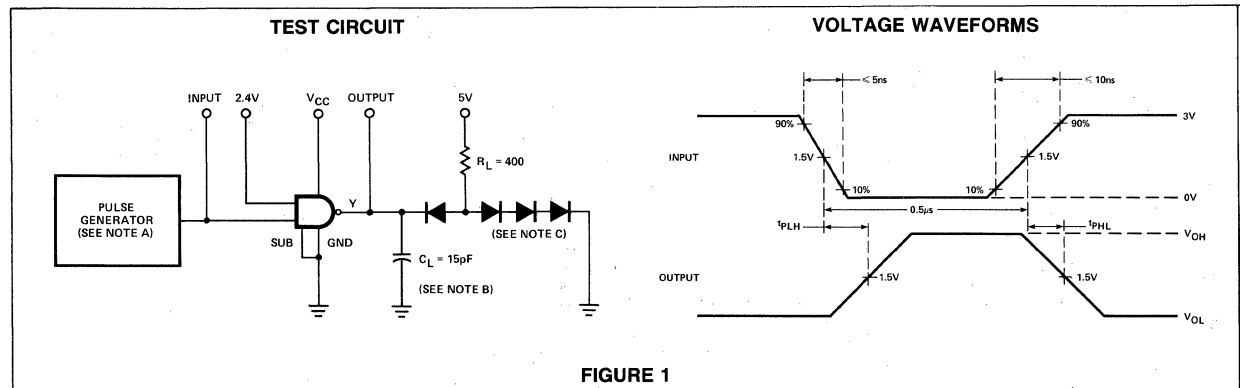 TEST CIRCUIT
INPUT 2.4V VCC OUTPUT 5V
RL = 400
PULSE
GENERATOR
(SEE NOTE A)
Y
SUB GND
(SEE NOTE C)
CL = 15pF
(SEE NOTE B)
VOLTAGE WAVEFORMS
≤ 5ns ≤ 10ns
90% 90% 3V
INPUT 1.5V 1.5V
10% 10% 0V
0.5μs
tPLH tPHL VOH
OUTPUT 1.5V 1.5V
VOL
FIGURE 1